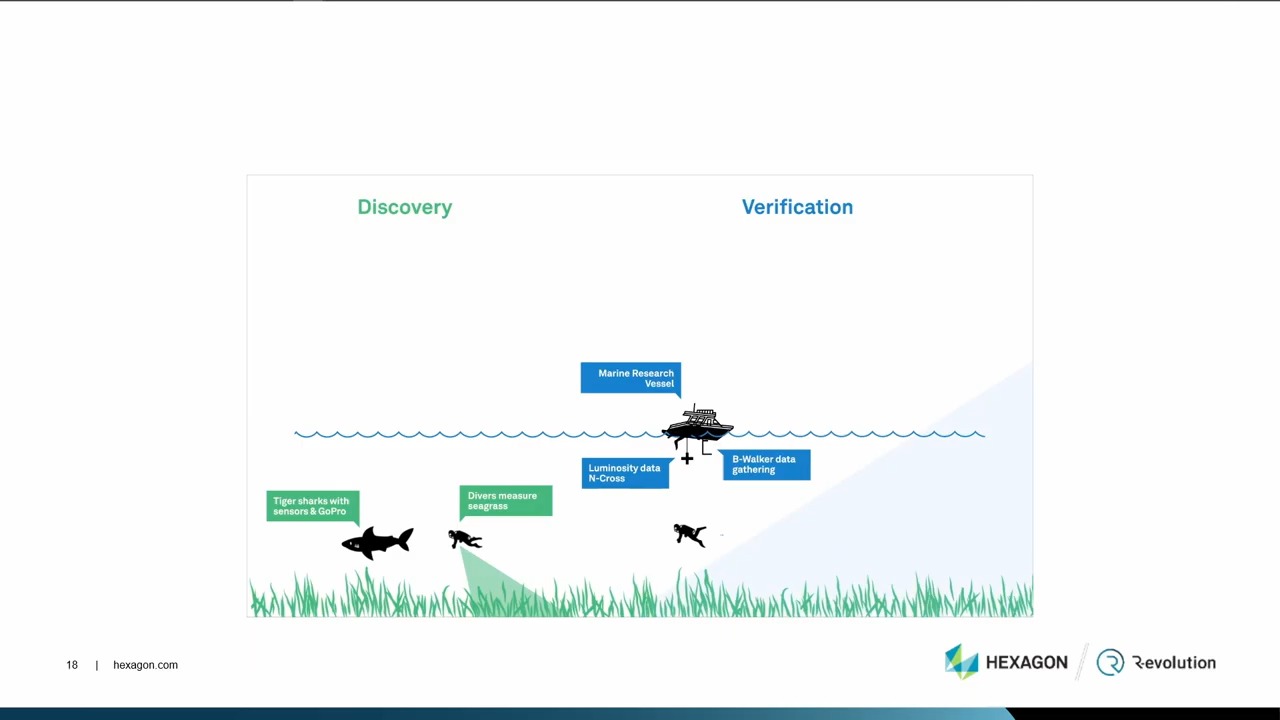 Discovery
Verification
Marine Research
Vessel
Luminosity data
N-Cross
B-Walker data
gathering
Tiger sharks with
sensors & GoPro
Divers measure
seagrass
18 | hexagon.com
HEXAGON
R-evolution